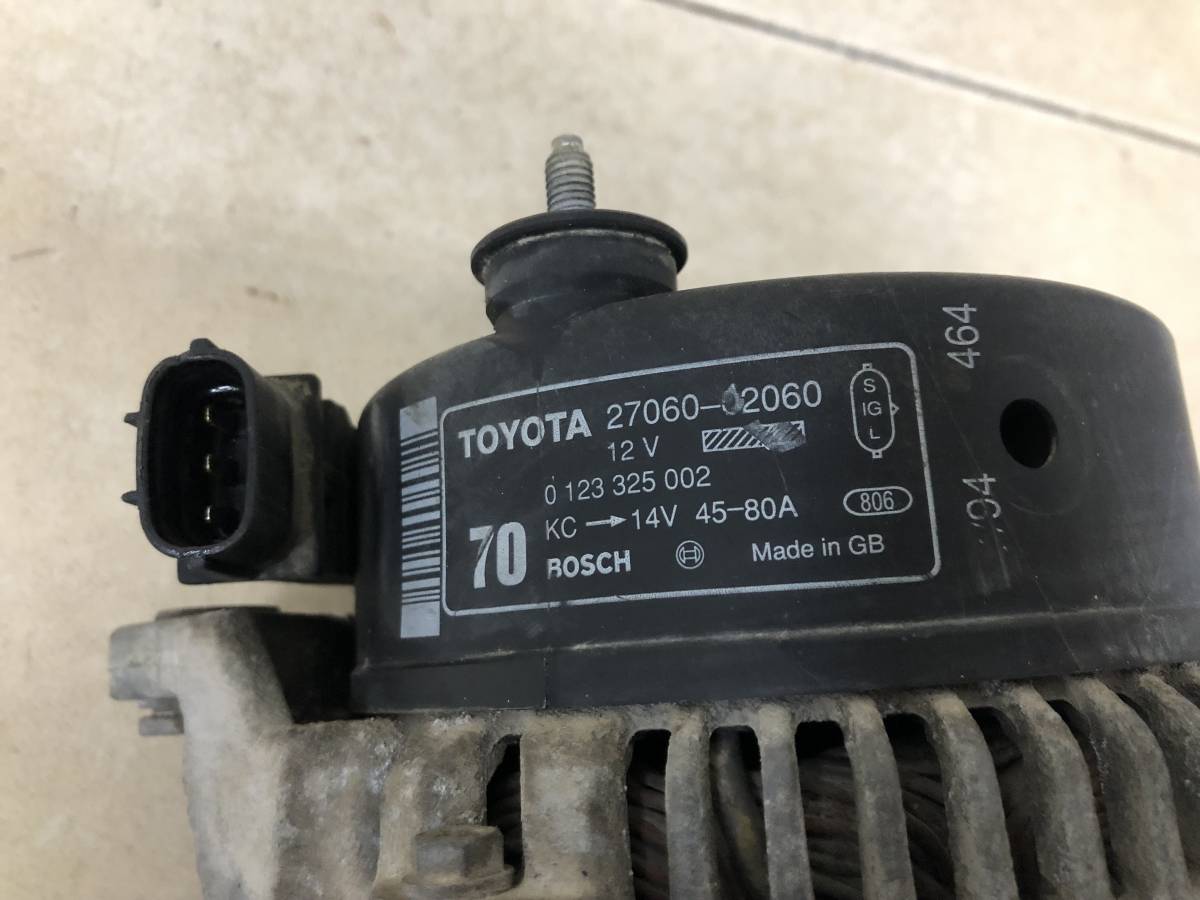 TOYOTA 27060-02060
12 V
0 123 325 002
70
KC → 14V 45-80A
BOSCH
Made in GB
806
S
IG
L
464